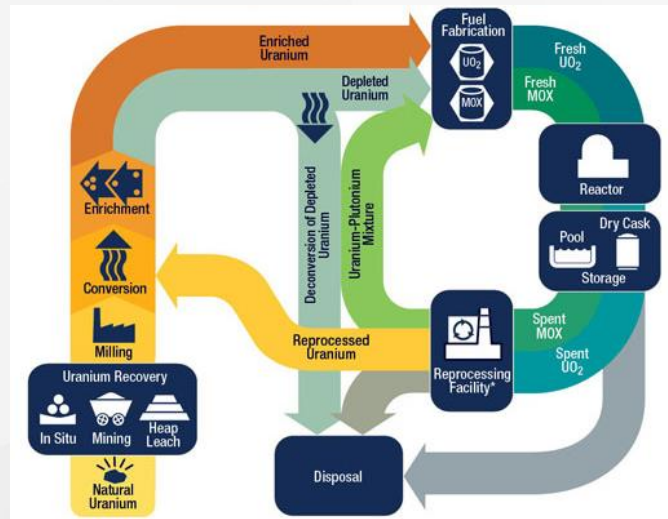 Fuel
Fabrication
UO2
MOX
Enriched
Uranium
Depleted
Uranium
Fresh
UO2
Fresh
MOX
Reactor
Pool
Dry Cask
Storage
Enrichment
Deconversion of Depleted
Uranium
Uranium-Plutonium
Mixture
Conversion
Milling
Reprocessed
Uranium
Reprocessing
Facility*
Spent
MOX
Spent
UO2
Uranium Recovery
In Situ
Mining
Heap
Leach
Natural
Uranium
Disposal